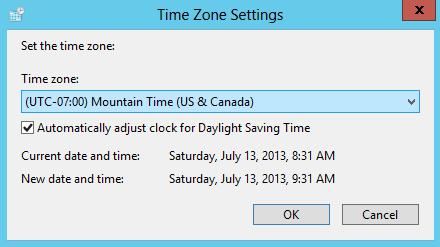 Time Zone Settings
x
Set the time zone:
Time zone:
(UTC-07:00) Mountain Time (US & Canada)
Automatically adjust clock for Daylight Saving Time
Current date and time: Saturday, July 13, 2013, 8:31 AM
New date and time: Saturday, July 13, 2013, 9:31 AM
OK Cancel